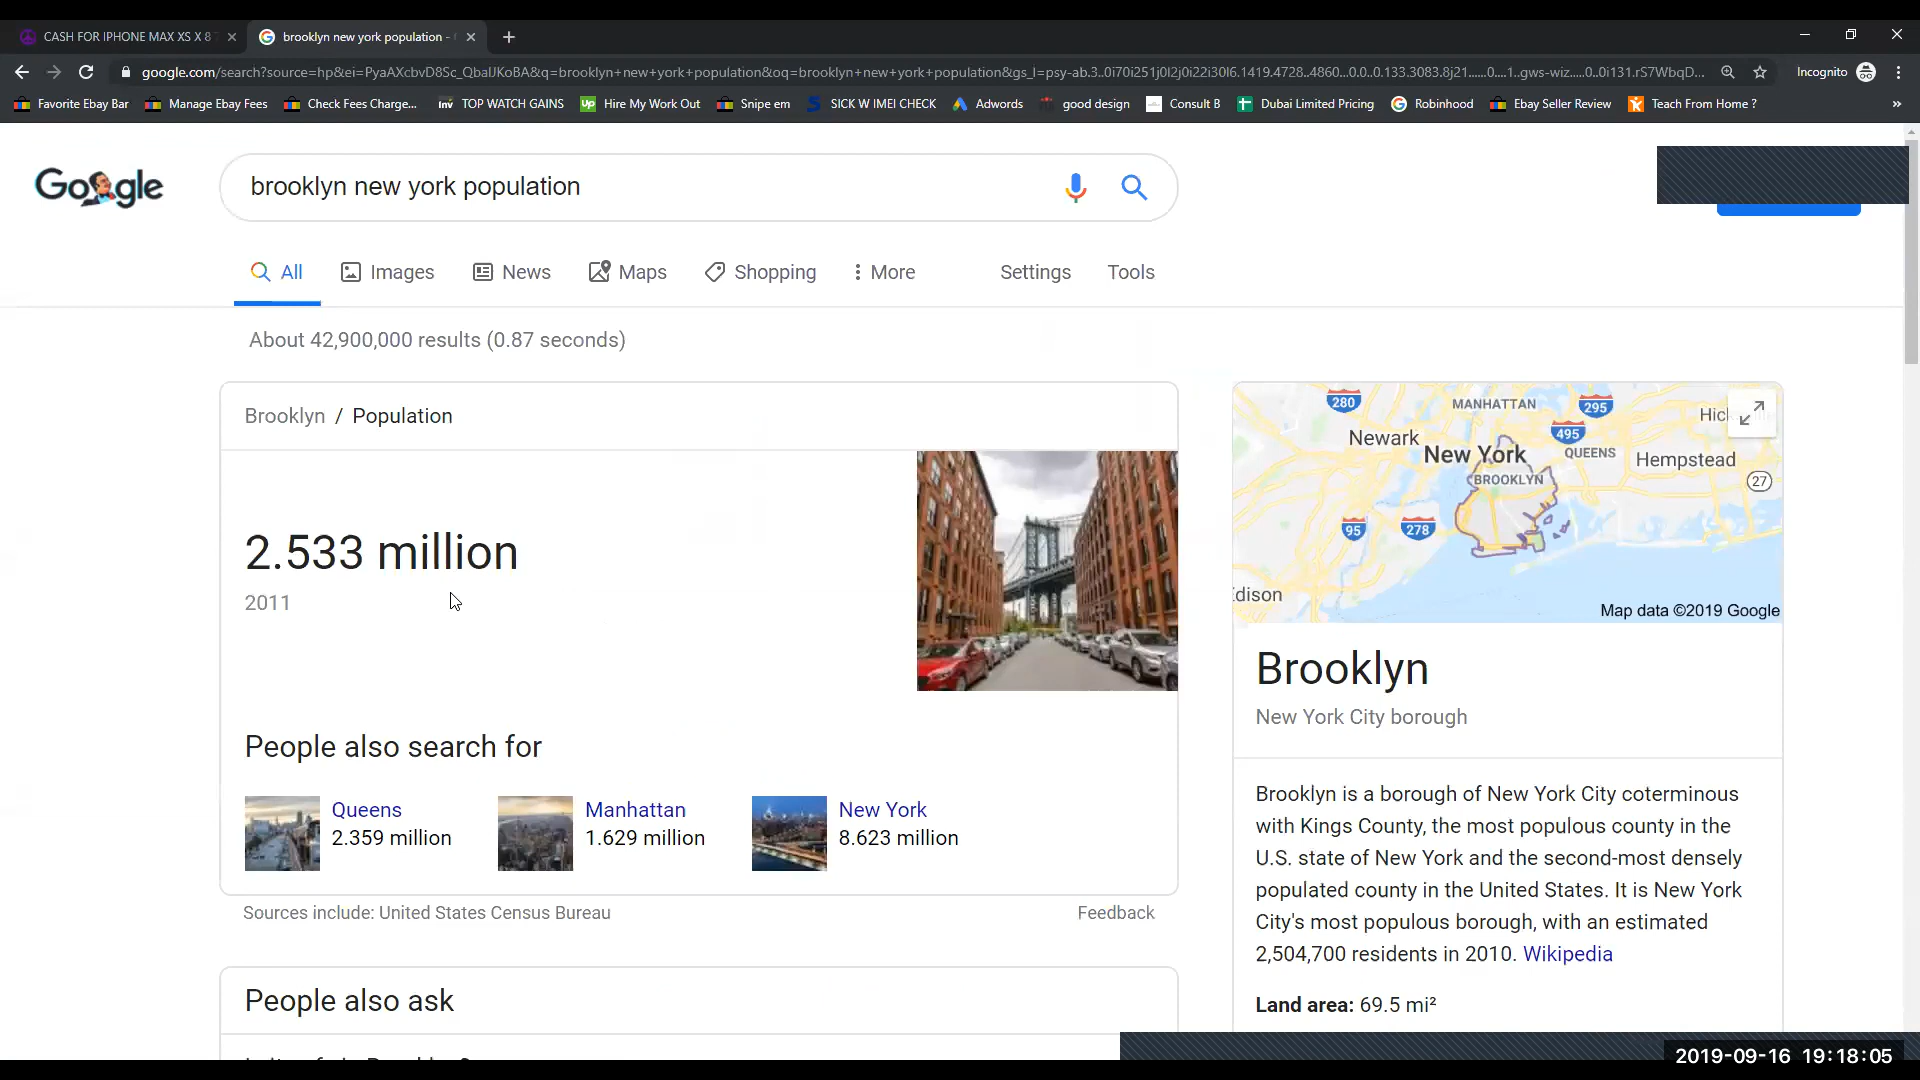 CASH FOR IPHONE MAX XS X 8
brooklyn new york population -
google.com/search?source=hp&ei=PyaAXcbvD8Sc_QbalJKoBA&q=brooklyn+new+york+population&oq=brooklyn+new+york+population&gs_l=psy-ab.3..0i70i251j0l2j0i22i30l6.1419.4728..4860...0.0..0.133.3083.8j21......0....1..gws-wiz.....0..0i131.rS7WbqD...
Incognito
Favorite Ebay Bar
Manage Ebay Fees
Check Fees Charge...
Inv TOP WATCH GAINS
Up Hire My Work Out
Snipe em
S SICK W IMEI CHECK
Adwords
good design
Consult B
Dubai Limited Pricing
Robinhood
Ebay Seller Review
Teach From Home ?
»
Google
brooklyn new york population
All
Images
News
Maps
Shopping
More
Settings
Tools
About 42,900,000 results (0.87 seconds)
Brooklyn / Population
2.533 million
2011
People also search for
Queens
2.359 million
Manhattan
1.629 million
New York
8.623 million
Sources include: United States Census Bureau
Feedback
People also ask
280
MANHATTAN
295
Newark
495
New York
QUEENS
Hempstead
BROOKLYN
27
95
278
Map data ©2019 Google
Brooklyn
New York City borough
Brooklyn is a borough of New York City coterminous
with Kings County, the most populous county in the
U.S. state of New York and the second-most densely
populated county in the United States. It is New York
City's most populous borough, with an estimated
2,504,700 residents in 2010. Wikipedia
Land area: 69.5 mi²
2019-09-16 19:18:05